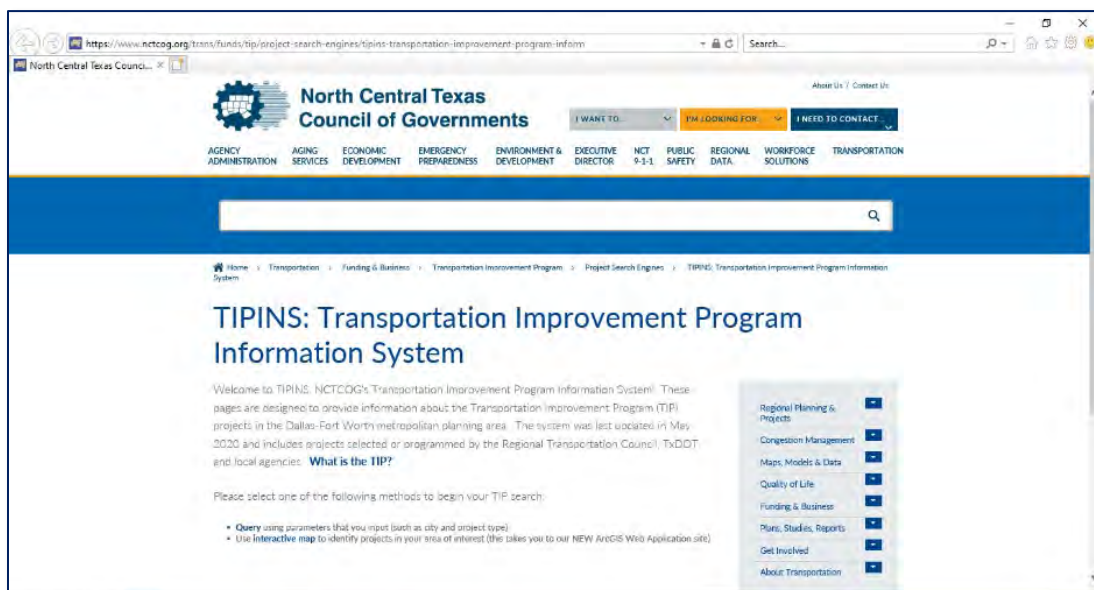 https://www.nctcog.org/trans/funds/tip/project-search-engines/tipins-transportation-improvement-program-inform
Search...
North Central Texas Counci...
About Us / Contact Us
North Central Texas
Council of Governments
I WANT TO...
I'M LOOKING FOR...
I NEED TO CONTACT...
AGENCY ADMINISTRATION
AGING SERVICES
ECONOMIC DEVELOPMENT
EMERGENCY PREPAREDNESS
ENVIRONMENT & DEVELOPMENT
EXECUTIVE DIRECTOR
NCT 9-1-1
PUBLIC SAFETY
REGIONAL DATA
WORKFORCE SOLUTIONS
TRANSPORTATION
Home > Transportation > Funding & Business > Transportation Improvement Program > Project Search Engines > TIPINS: Transportation Improvement Program Information
System
TIPINS: Transportation Improvement Program
Information System
Welcome to TIPINS, NCTCOG's Transportation Improvement Program Information System! These
pages are designed to provide information about the Transportation Improvement Program (TIP)
projects in the Dallas-Fort Worth metropolitan planning area. The system was last updated in May
2020 and includes projects selected or programmed by the Regional Transportation Council, TxDOT
and local agencies. What is the TIP?
Please select one of the following methods to begin your TIP search:
• Query using parameters that you input (such as city and project type)
• Use interactive map to identify projects in your area of interest (this takes you to our NEW ArcGIS Web Application site)
Regional Planning &
Projects
Congestion Management
Maps, Models & Data
Quality of Life
Funding & Business
Plans, Studies, Reports
Get Involved
About Transportation